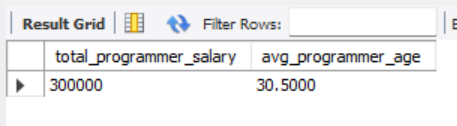 Result Grid Filter Rows:
total_programmer_salary avg_programmer_age
300000 30.5000